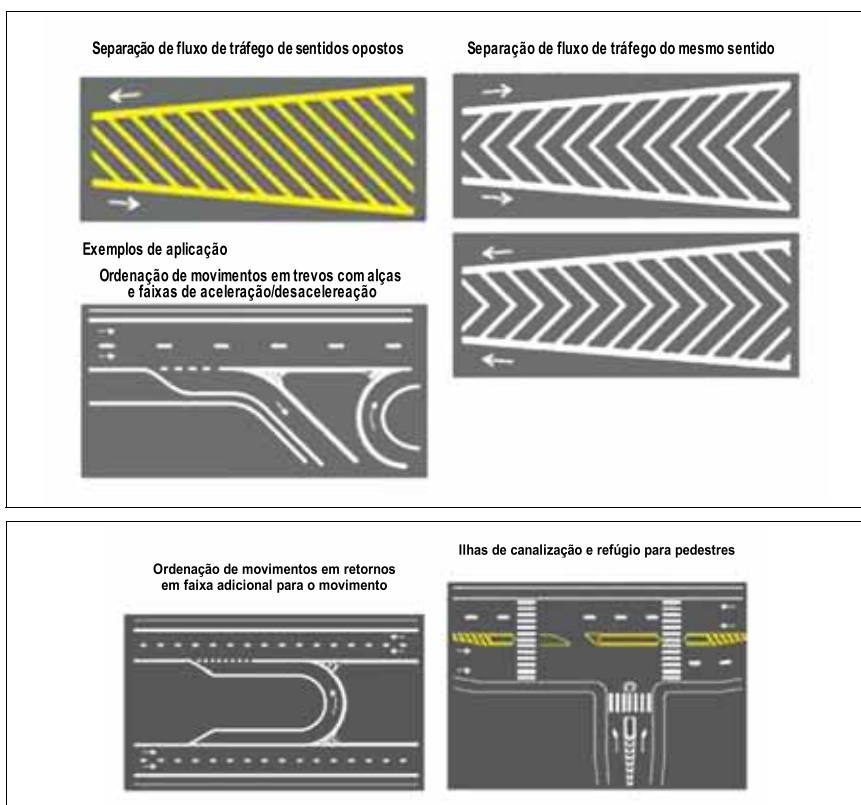 Separação de fluxo de tráfego de sentidos opostos
Separação de fluxo de tráfego do mesmo sentido
Exemplos de aplicação
Ordenação de movimentos em trevos com alças
e faixas de aceleração/desacelereação
Ordenação de movimentos em retornos
em faixa adicional para o movimento
Ilhas de canalização e refúgio para pedestres